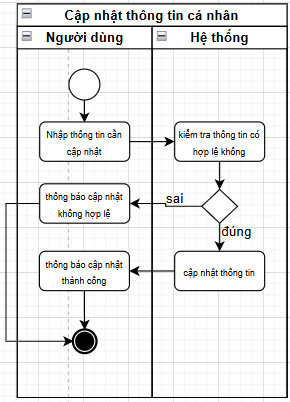 Cập nhật thông tin cá nhân
Người dùng
Hệ thống
Nhập thông tin cần
cập nhật
kiểm tra thông tin có
hợp lệ không
sai
thông báo cập nhật
không hợp lệ
đúng
thông báo cập nhật
thành công
cập nhật thông tin